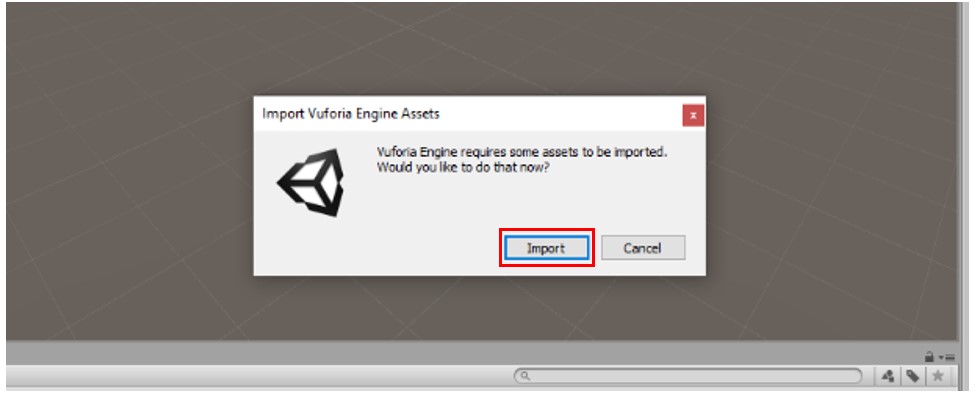 Import Vuforia Engine Assets
x
Vuforia Engine requires some assets to be imported.
Would you like to do that now?
Import
Cancel